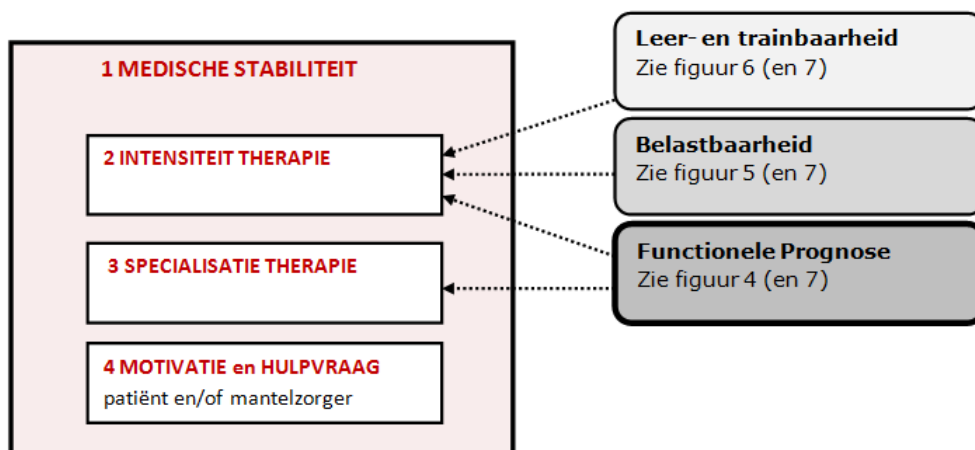 1 MEDISCHE STABILITEIT
2 INTENSITEIT THERAPIE
3 SPECIALISATIE THERAPIE
4 MOTIVATIE en HULPVRAAG
patiënt en/of mantelzorger
Leer- en trainbaarheid
Zie figuur 6 (en 7)
Belastbaarheid
Zie figuur 5 (en 7)
Functionele Prognose
Zie figuur 4 (en 7)